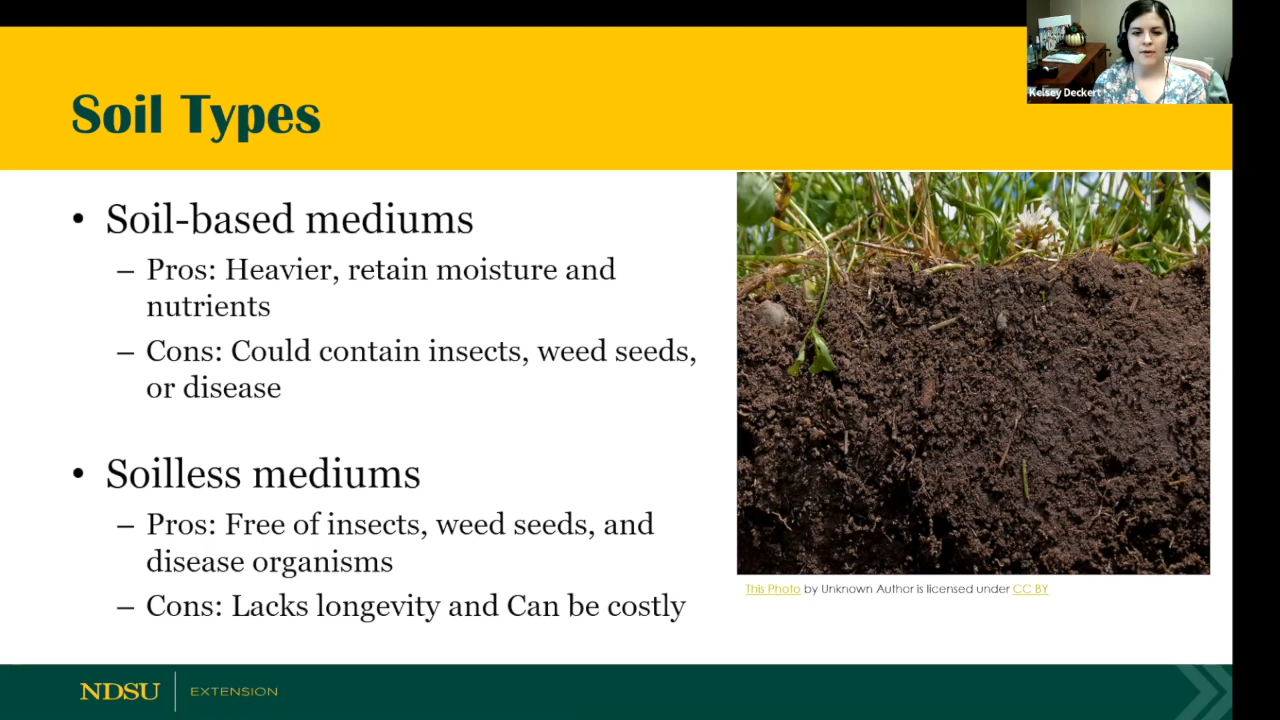 Kelsey Deckert
Soil Types
• Soil-based mediums
– Pros: Heavier, retain moisture and
nutrients
– Cons: Could contain insects, weed seeds,
or disease
• Soilless mediums
– Pros: Free of insects, weed seeds, and
disease organisms
– Cons: Lacks longevity and Can be costly
This Photo by Unknown Author is licensed under CC BY
NDSU EXTENSION